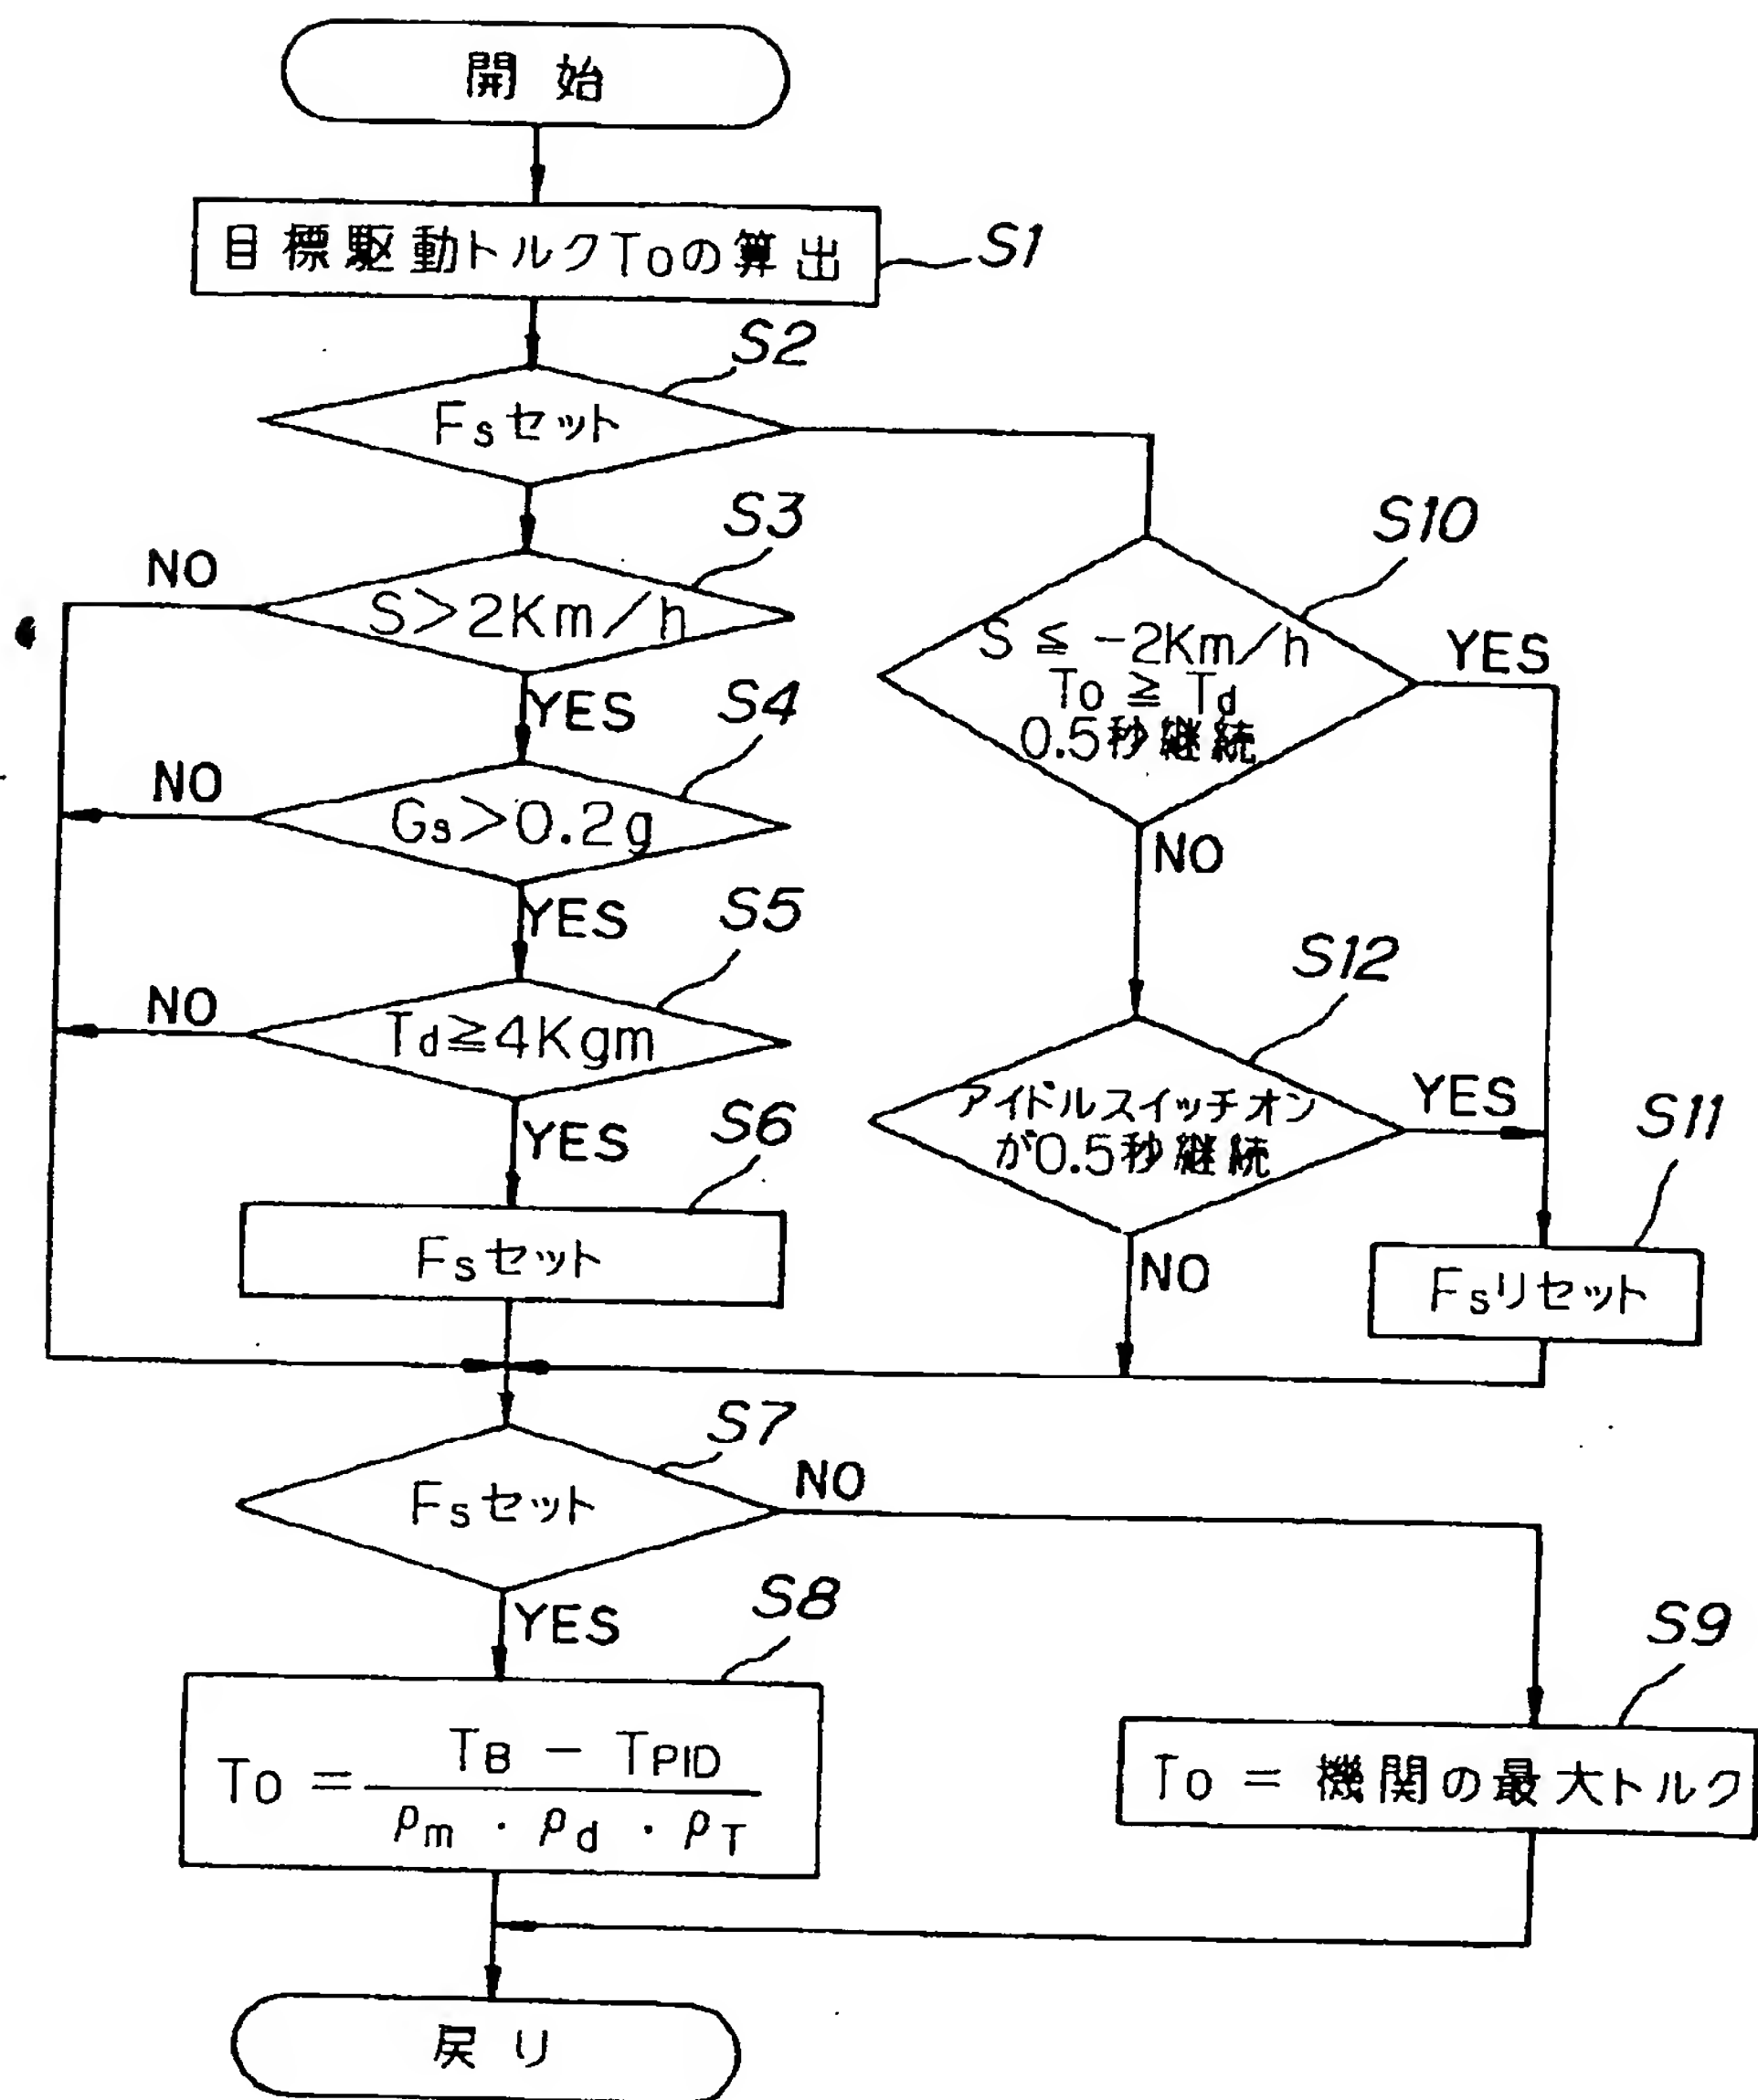 開始
目標駆動トルクToの算出
S1
S2
Fsセット
S3
NO
S>2Km/h
YES
S4
NO
Gs>0.2g
YES
S5
NO
Td≧4Kgm
YES
S6
Fsセット
S10
S ≦ -2Km/h
To ≧ Td
0.5秒継続
YES
NO
S12
アイドルスイッチオン
が0.5秒継続
YES
NO
S11
Fsリセット
S7
Fsセット
NO
YES
S8
To = TB - TPID
ρm · ρd · ρT
S9
To = 機関の最大トルク
戻り